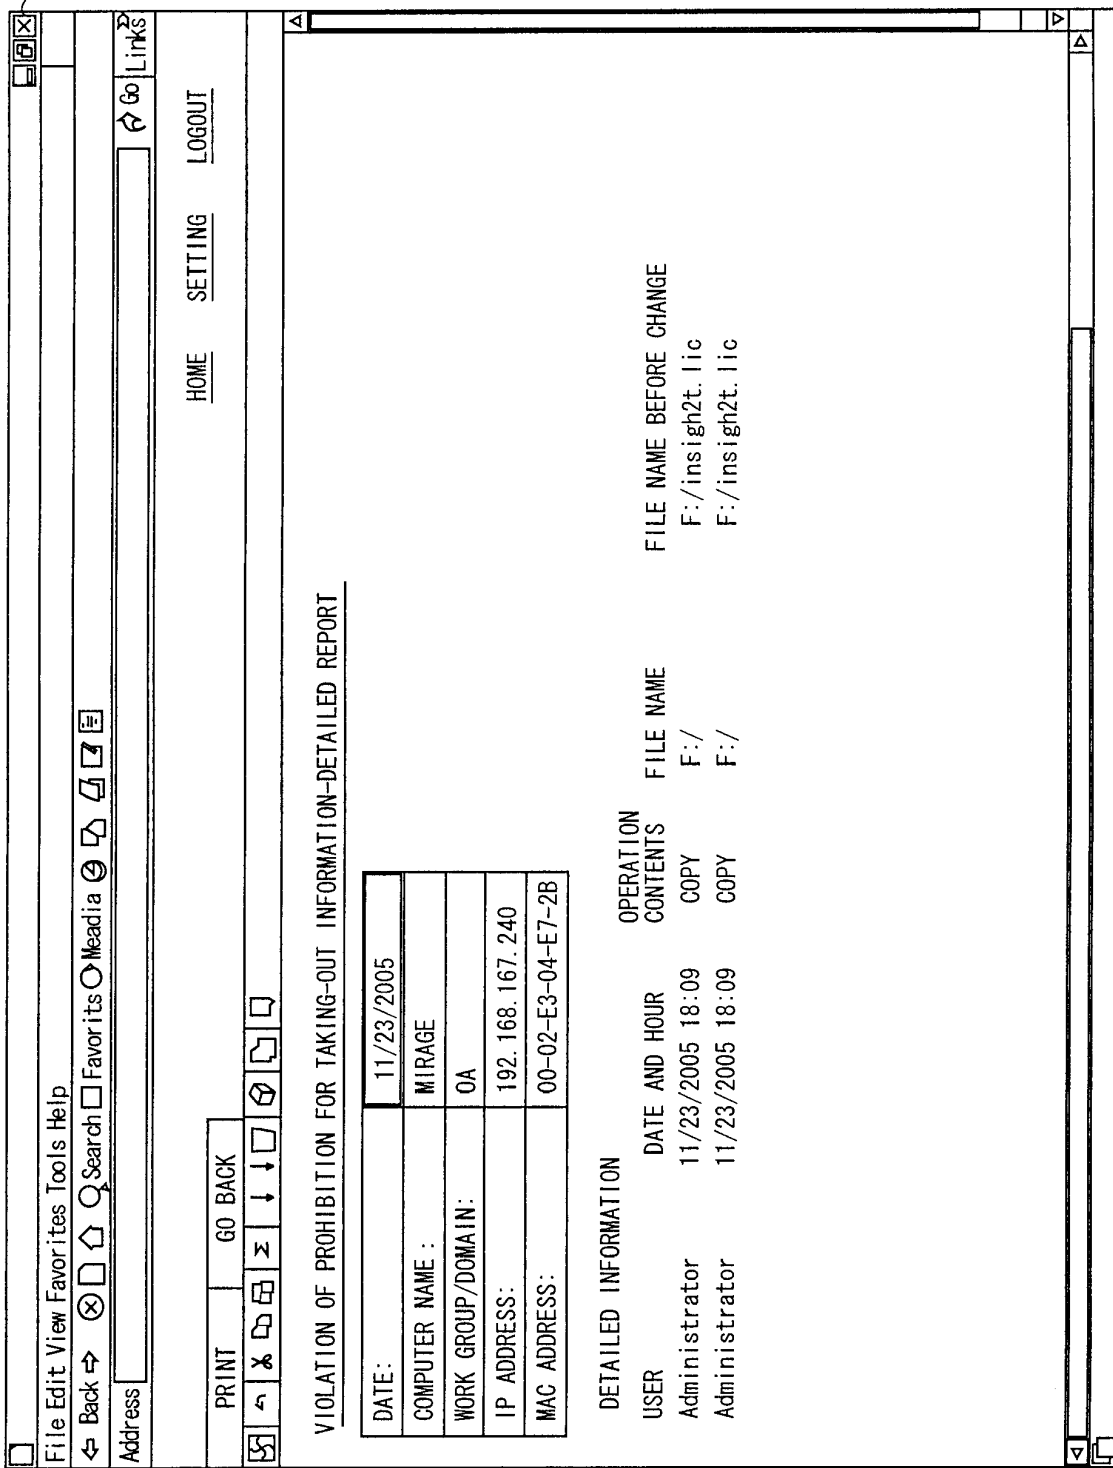 File Edit View Favorites Tools Help
Back Search Favorits Meadia
Address Go Links
HOME SETTING LOGOUT
PRINT GO BACK
VIOLATION OF PROHIBITION FOR TAKING-OUT INFORMATION-DETAILED REPORT
DATE: 11/23/2005
COMPUTER NAME: MIRAGE
WORK GROUP/DOMAIN: OA
IP ADDRESS: 192.168.167.240
MAC ADDRESS: 00-02-E3-04-E7-2B
DETAILED INFORMATION
USER DATE AND HOUR OPERATION CONTENTS FILE NAME FILE NAME BEFORE CHANGE
Administrator 11/23/2005 18:09 COPY F:/ F:/insigh2t.lic
Administrator 11/23/2005 18:09 COPY F:/ F:/insigh2t.lic